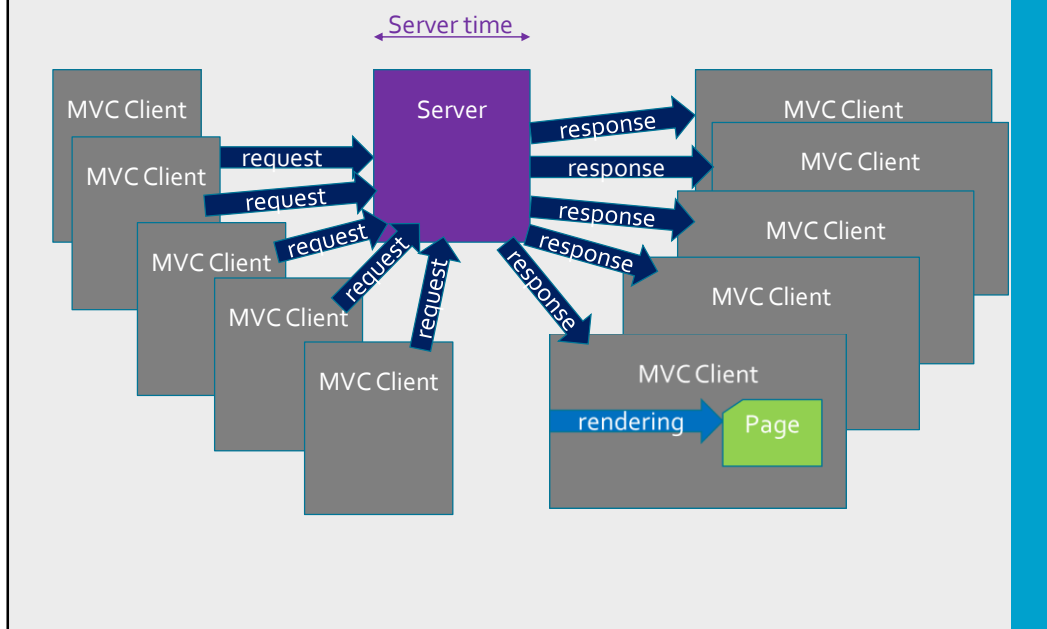 Server time
MVC Client
MVC Client
MVC Client
MVC Client
MVC Client
request
request
request
request
request
Server
response
response
response
response
response
MVC Client
MVC Client
MVC Client
MVC Client
MVC Client
rendering
Page